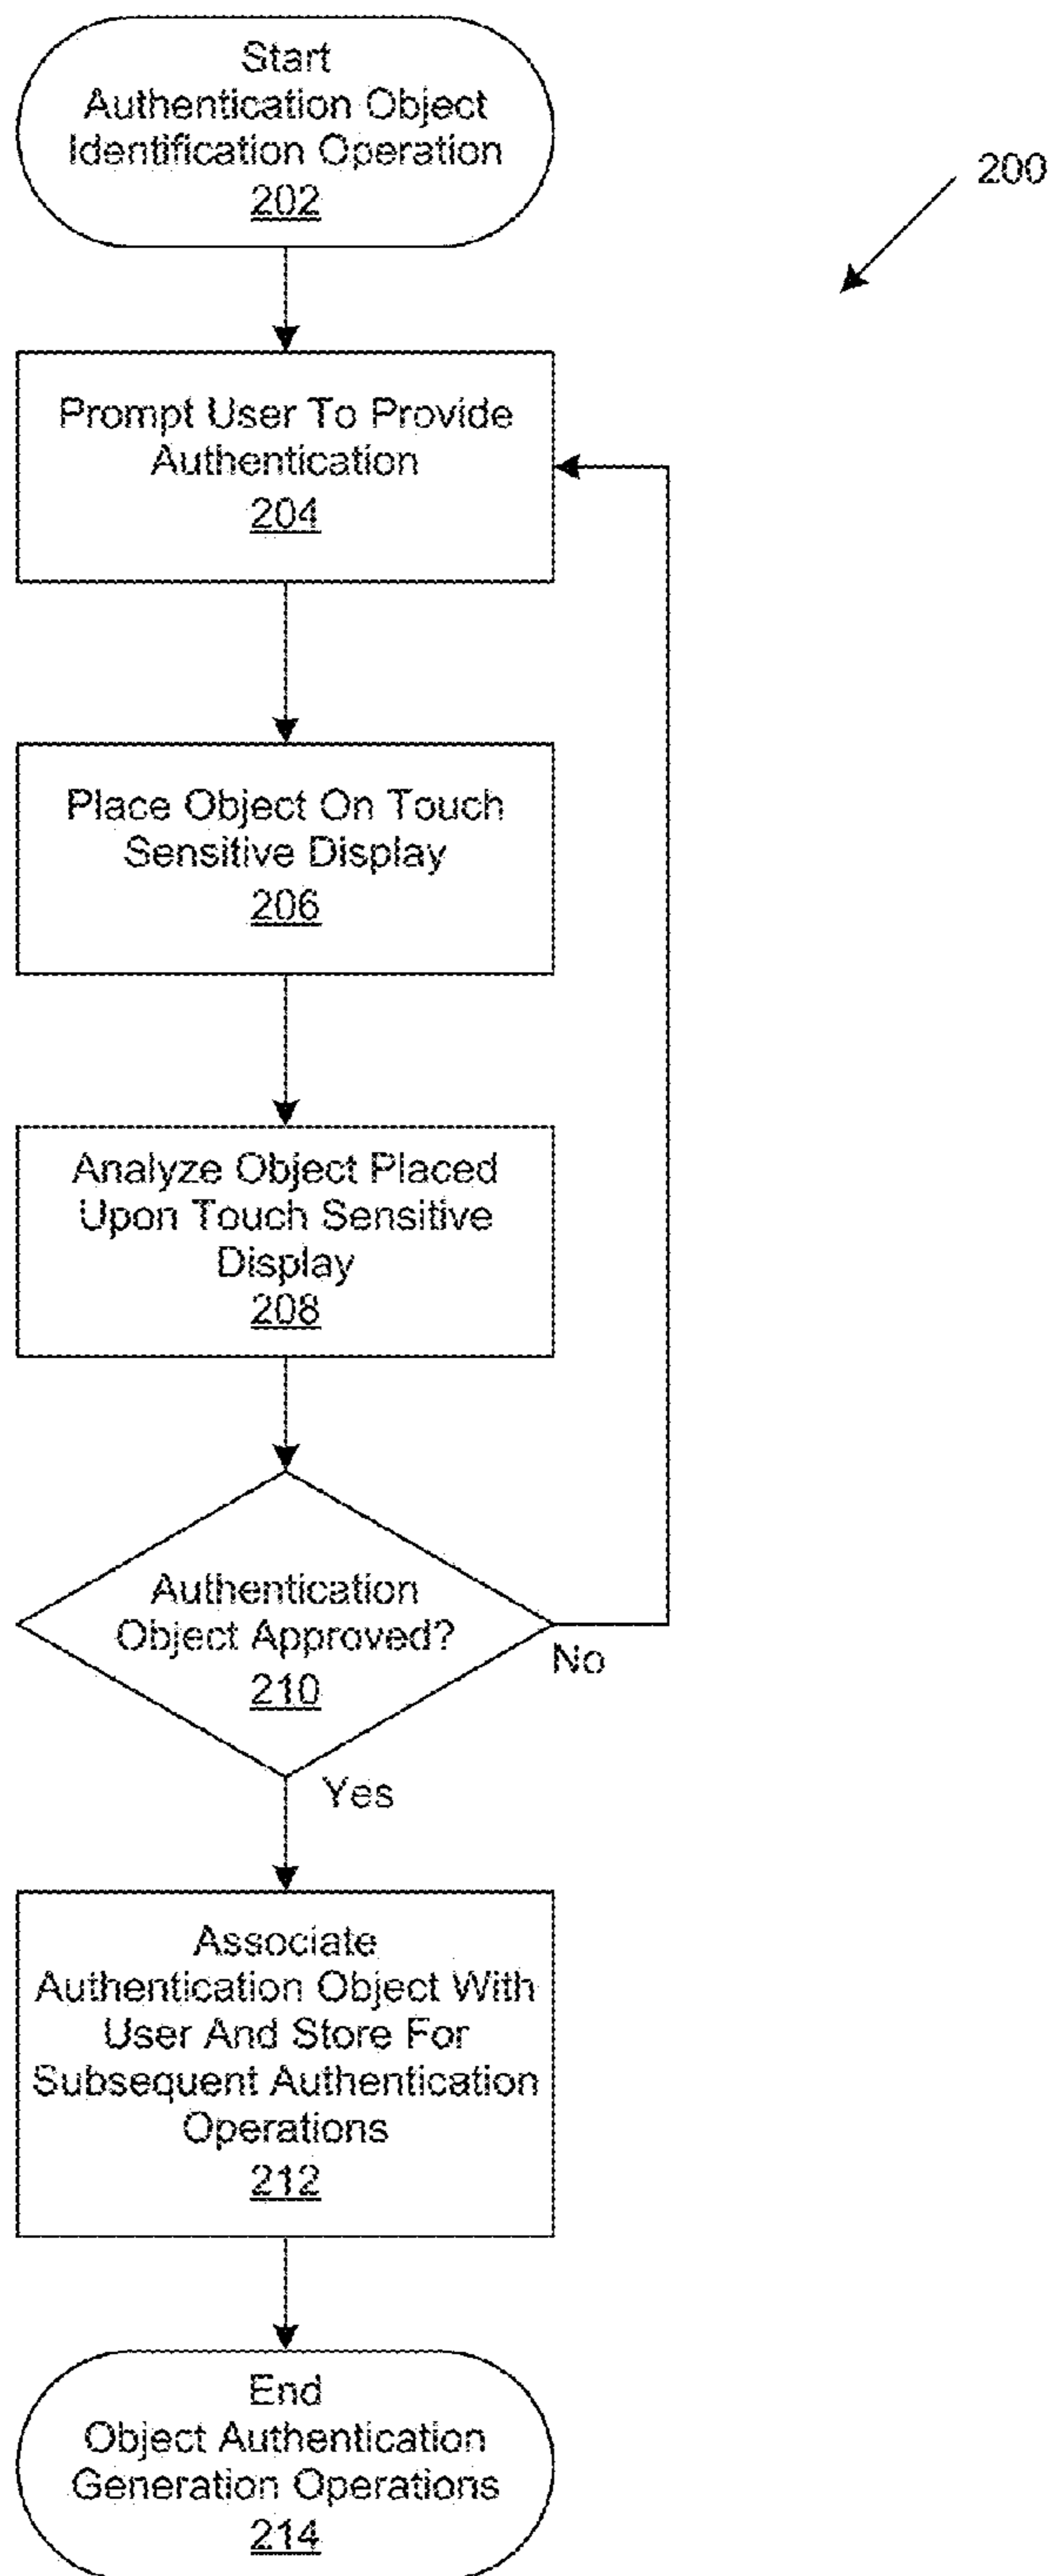 Start
Authentication Object
Identification Operation
202
200
Prompt User To Provide
Authentication
204
Place Object On Touch
Sensitive Display
206
Analyze Object Placed
Upon Touch Sensitive
Display
208
Authentication
Object Approved?
210
No
Yes
Associate
Authentication Object With
User And Store For
Subsequent Authentication
Operations
212
End
Object Authentication
Generation Operations
214